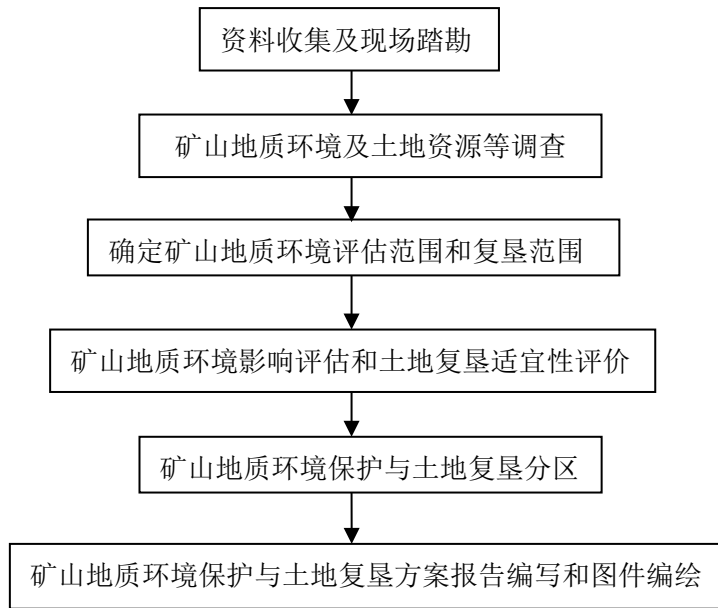 资料收集及现场踏勘
矿山地质环境及土地资源等调查
确定矿山地质环境评估范围和复垦范围
矿山地质环境影响评估和土地复垦适宜性评价
矿山地质环境保护与土地复垦分区
矿山地质环境保护与土地复垦方案报告编写和图件编绘